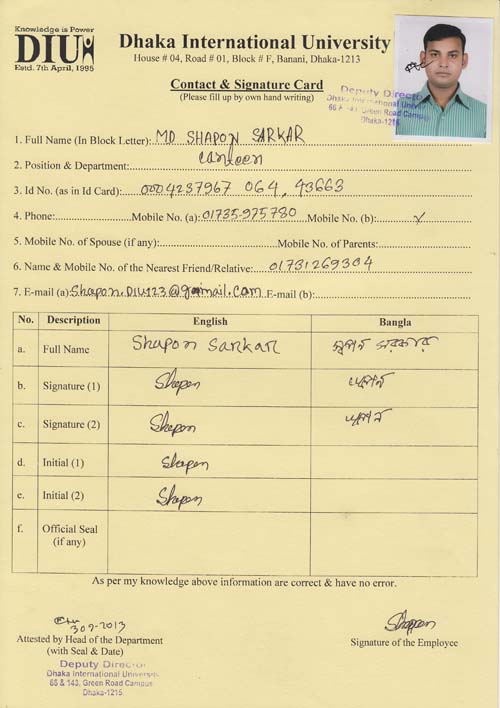 Knowledge is Power
DIU
Estd. 7th April, 1995
Dhaka International University
House # 04, Road # 01, Block # F, Banani, Dhaka-1213
Contact & Signature Card
(Please fill up by own hand writing)
Deputy Director
Dhaka International University
65 & 143, Green Road Campus
Dhaka-1215
1. Full Name (In Block Letter): MD SHAPON SARKAR
2. Position & Department: Canteen
3. Id No. (as in Id Card): 0004237967 064, 43663
4. Phone: Mobile No. (a): 01735-975780 Mobile No. (b): x
5. Mobile No. of Spouse (if any): Mobile No. of Parents:
6. Name & Mobile No. of the Nearest Friend/Relative: 01731269304
7. E-mail (a): Shapon.DIU123@gmail.com E-mail (b):
No. Description English Bangla
a. Full Name Shapon Sarkar স্বপন সরকার
b. Signature (1) Shapon স্বপন
c. Signature (2) Shapon স্বপন
d. Initial (1) Shapon
e. Initial (2) Shapon
f. Official Seal
(if any)
As per my knowledge above information are correct & have no error.
30-9-2013
Shapon
Attested by Head of the Department
(with Seal & Date)
Signature of the Employee
Deputy Director
Dhaka International University
65 & 143, Green Road Campus
Dhaka-1215